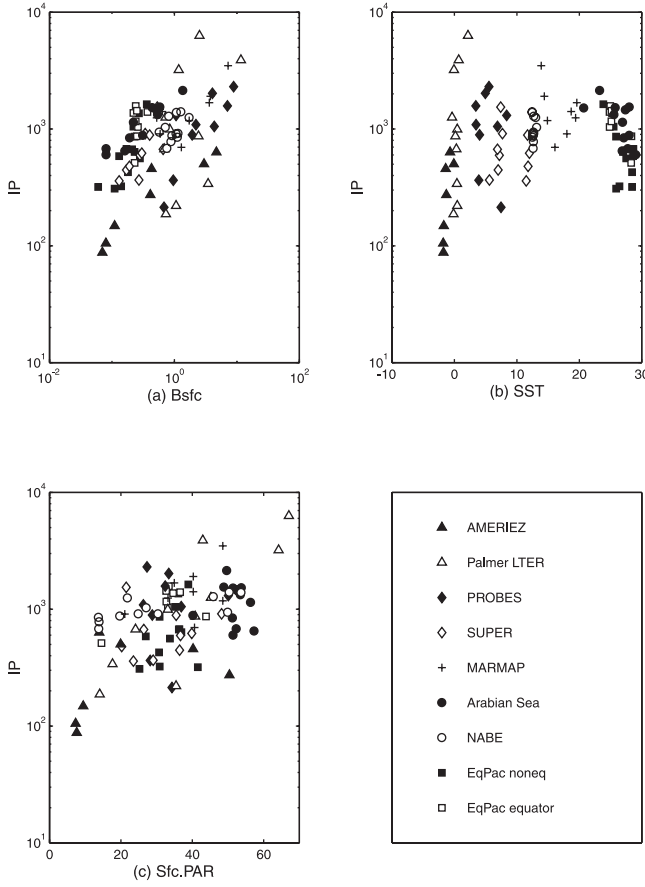 10^4
10^3
10^2
10^1
IP
10^-2
10^0
10^2
(a) Bsfc
10^4
10^3
10^2
10^1
IP
-10
0
10
20
30
(b) SST
10^4
10^3
10^2
10^1
IP
0
20
40
60
(c) Sfc.PAR
AMERIEZ
Palmer LTER
PROBES
SUPER
MARMAP
Arabian Sea
NABE
EqPac noneq
EqPac equator